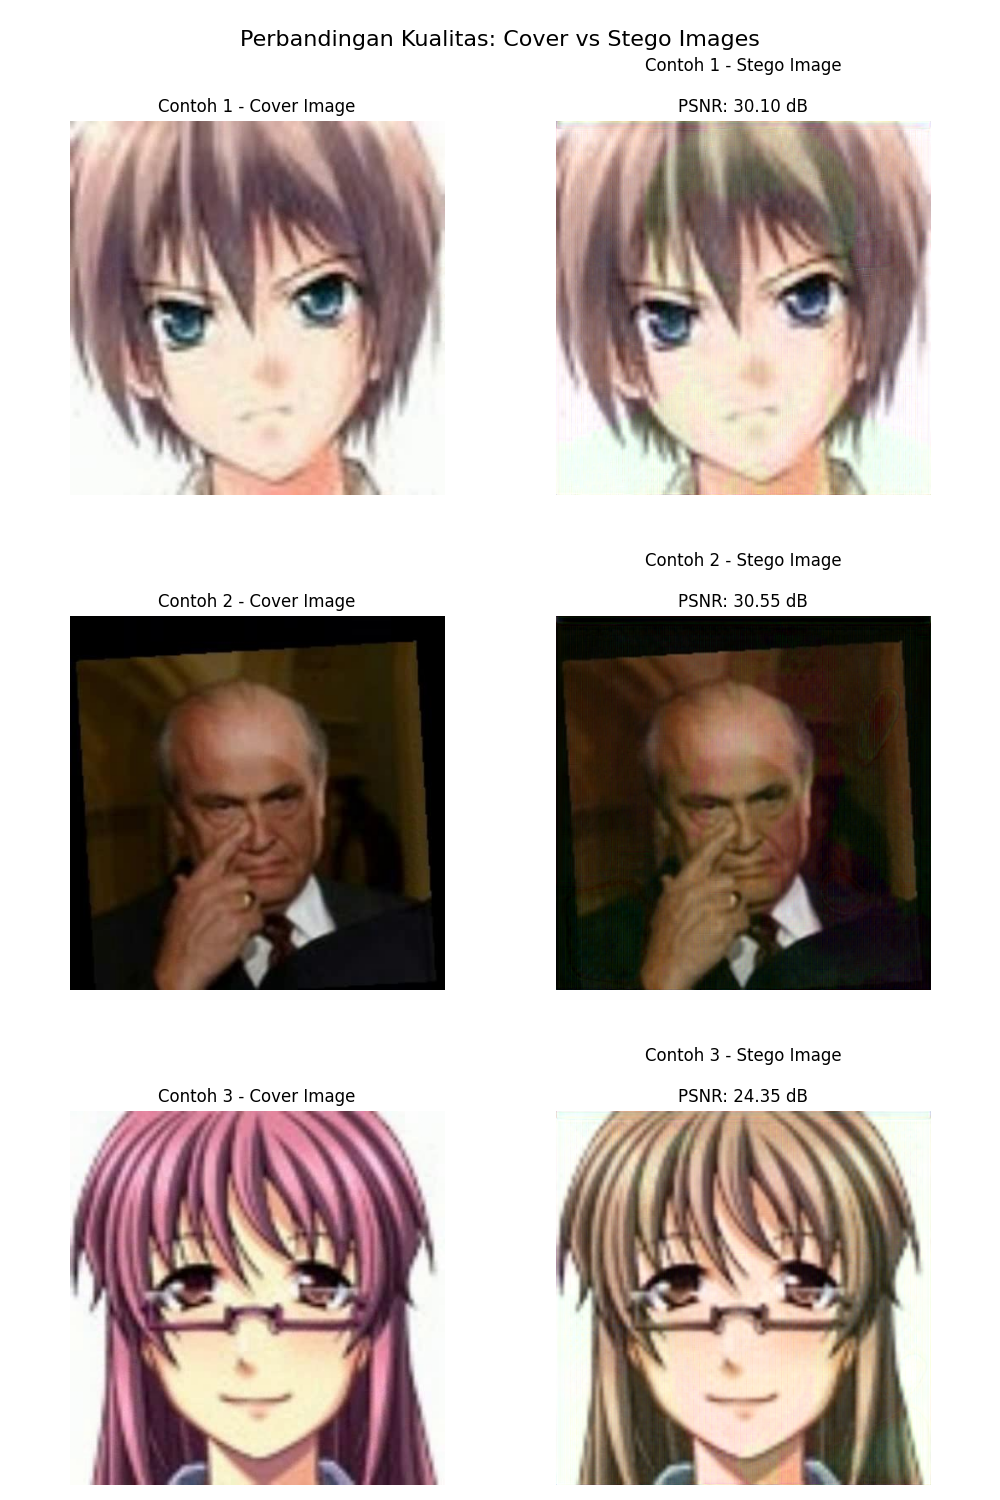 Perbandingan Kualitas: Cover vs Stego Images
Contoh 1 - Cover Image
Contoh 1 - Stego Image
PSNR: 30.10 dB
Contoh 2 - Cover Image
Contoh 2 - Stego Image
PSNR: 30.55 dB
Contoh 3 - Cover Image
Contoh 3 - Stego Image
PSNR: 24.35 dB